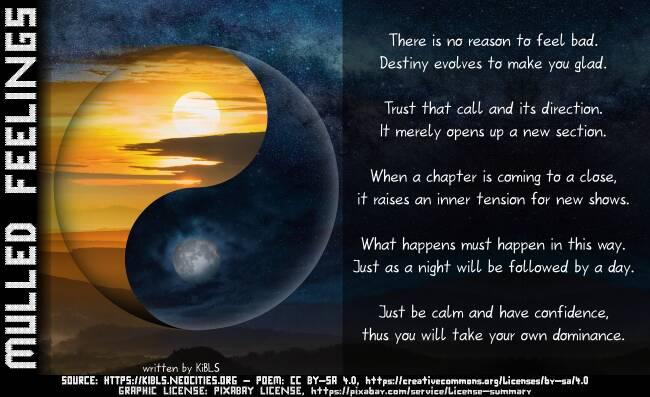 MULLED FEELINGS
There is no reason to feel bad.
Destiny evolves to make you glad.
Trust that call and its direction.
It merely opens up a new section.
When a chapter is coming to a close,
it raises an inner tension for new shows.
What happens must happen in this way.
Just as a night will be followed by a day.
Just be calm and have confidence,
thus you will take your own dominance.
written by KiBLS
SOURCE: HTTPS://KIBLS.NEOCITIES.ORG – POEM: CC BY–SA 4.0, https://creativecommons.org/licenses/by-sa/4.0
GRAPHIC LICENSE: PIXABAY LICENSE, https://pixabay.com/service/license-summary